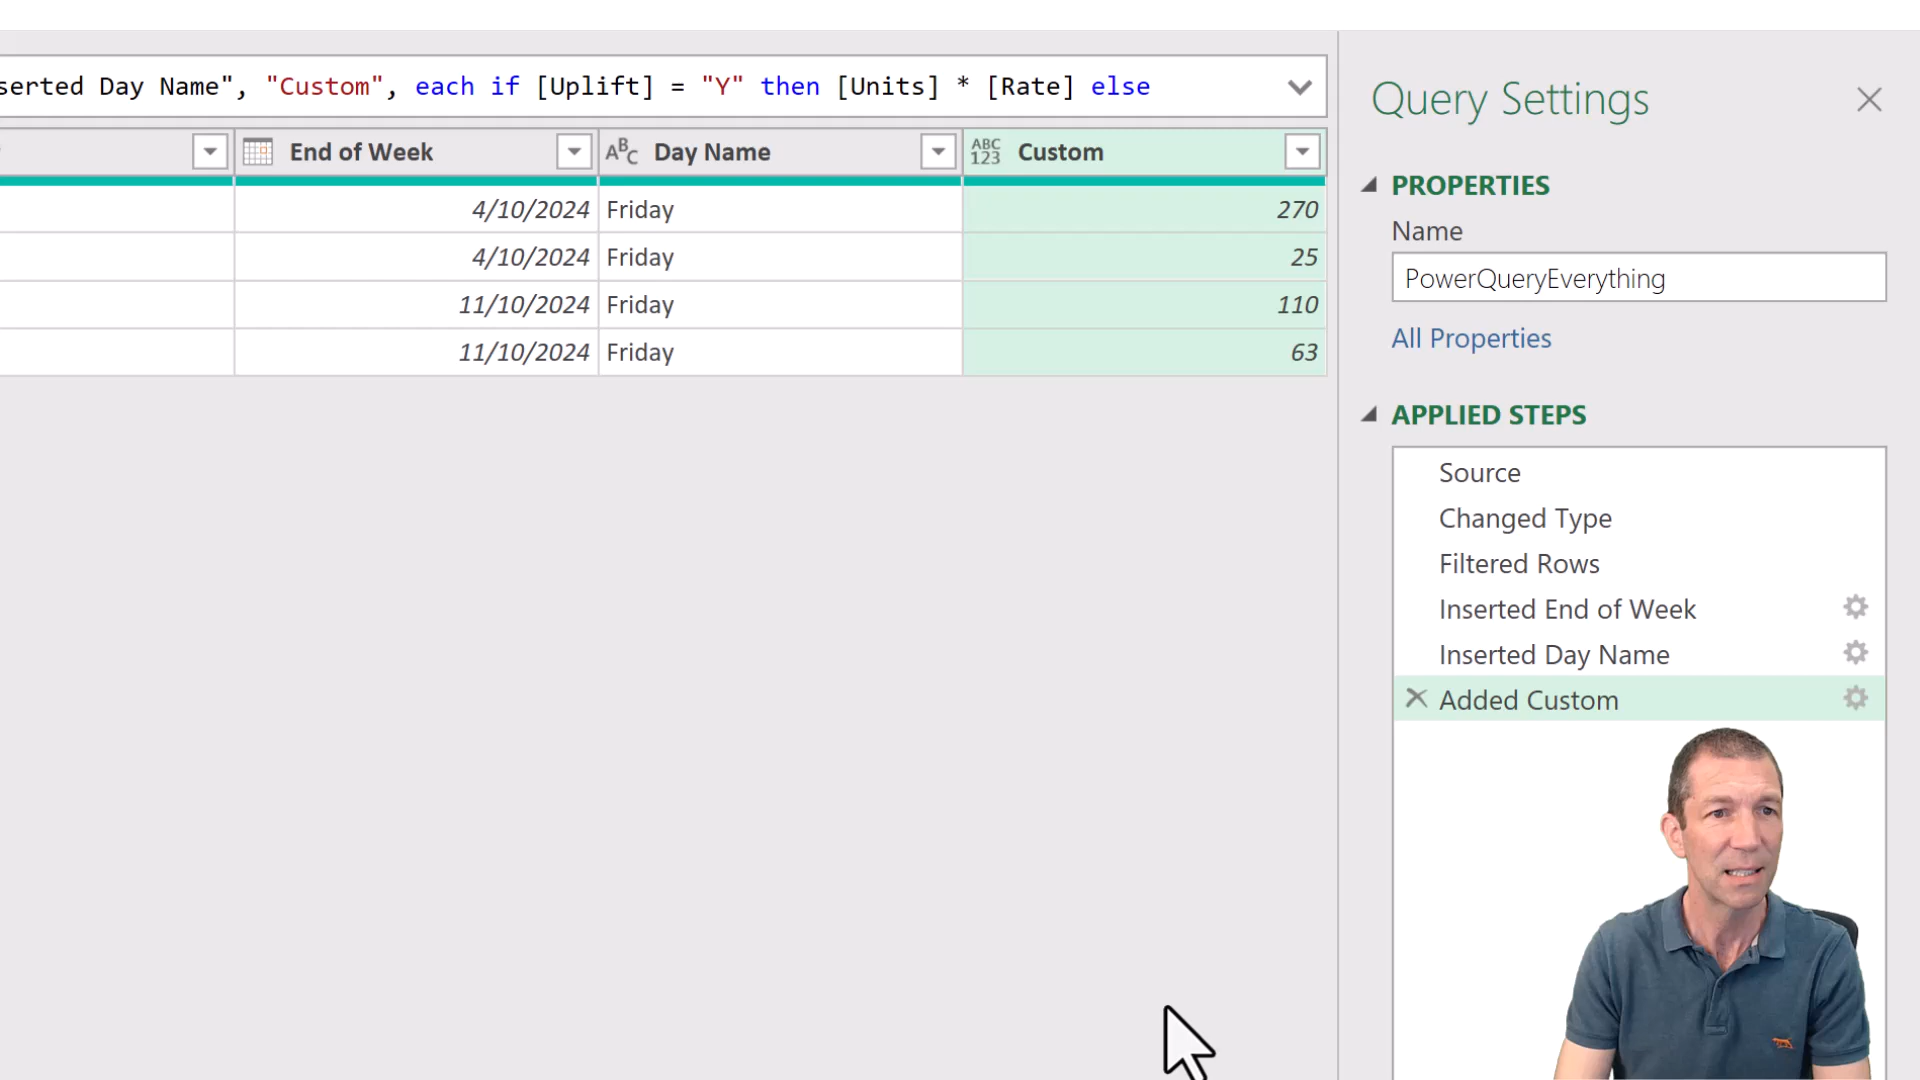 serted Day Name", "Custom", each if [Uplift] = "Y" then [Units] * [Rate] else
End of Week ABC Day Name ABC 123 Custom
4/10/2024 Friday 270
4/10/2024 Friday 25
11/10/2024 Friday 110
11/10/2024 Friday 63
Query Settings
PROPERTIES
Name
PowerQueryEverything
All Properties
APPLIED STEPS
Source
Changed Type
Filtered Rows
Inserted End of Week
Inserted Day Name
Added Custom